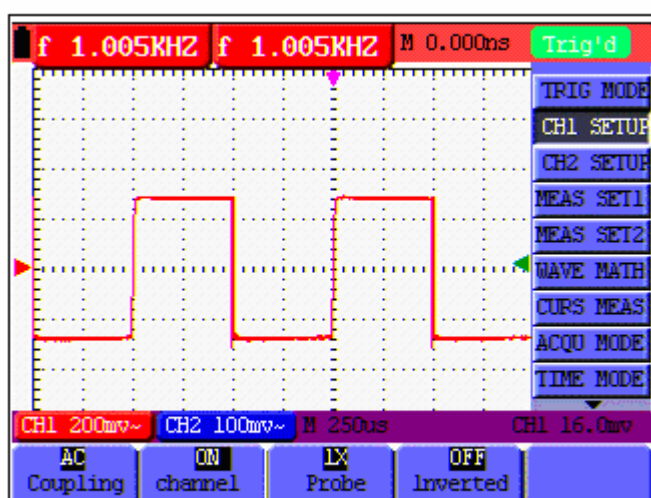 f 1.005KHZ f 1.005KHZ M 0.000ns Trig'd
TRIG MODE
CH1 SETUP
CH2 SETUP
MEAS SET1
MEAS SET2
WAVE MATH
CURS MEAS
ACQU MODE
TIME MODE
CH1 200mv~ CH2 100mv~ M 250us CH1 16.0mv
AC ON 1X OFF
Coupling channel Probe Inverted